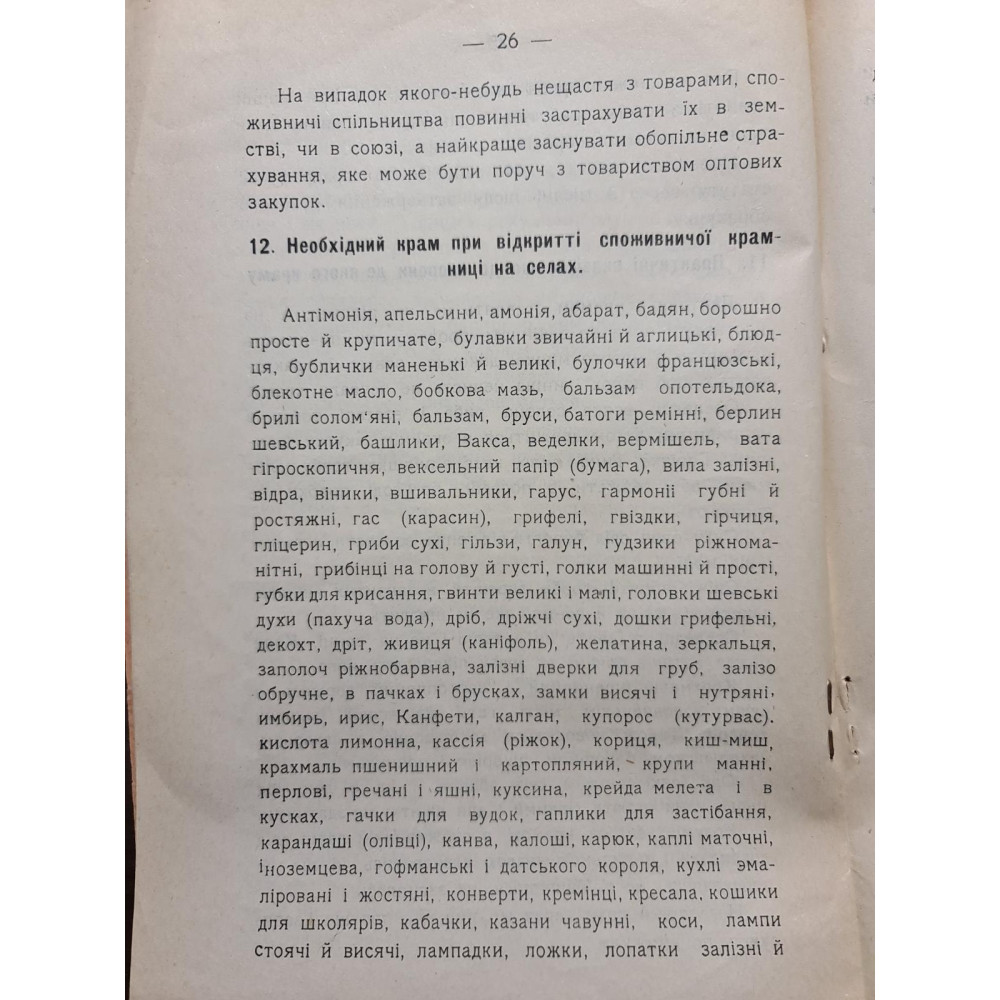 — 26 —
На випадок якого-небудь нещастя з товарами, спо-
живничі спільництва повинні застрахувати їх в зем-
стві, чи в союзі, а найкраще заснувати обопільне стра-
хування, яке може бути поруч з товариством оптових
закупок.
12. Необхідний крам при відкритті споживничої крам-
ниці на селах.
Антімонія, апельсини, амонія, абарат, бадян, борошно
просте й крупичате, булавки звичайні й аглицькі, блюд-
ця, бублички маненькі й великі, булочки французські,
блекотне масло, бобкова мазь, бальзам опотельдока,
брилі солом'яні, бальзам, бруси, батоги ремінні, берлин
шевський, башлики, Вакса, веделки, вермішель, вата
гігроскопичня, вексельний папір (бумага), вила залізні,
відра, віники, вшивальники, гарус, гармонії губні й
ростяжні, гас (карасин), грифелі, гвіздки, гірчиця,
гліцерин, гриби сухі, гільзи, галун, гудзики ріжнома-
нітні, грибінці на голову й густі, голки машинні й прості,
губки для крисання, гвинти великі і малі, головки шевські
духи (пахуча вода), дріб, дріжчі сухі, дошки грифельні,
декохт, дріт, живиця (каніфоль), желатина, зеркальця,
заполоч ріжнобарвна, залізні дверки для груб, залізо
обручне, в пачках і брусках, замки висячі і нутряні,
имбирь, ирис, Канфети, калган, купорос (кутурвас).
кислота лимонна, кассія (ріжок), кориця, киш-миш,
крахмаль пшенишний і картопляний, крупи манні,
перлові, гречані і яшні, куксина, крейда мелета і в
кусках, гачки для вудок, гаплики для застібання,
карандаші (олівці), канва, калоші, карюк, каплі маточні,
іноземцева, гофманські і датського короля, кухлі эма-
ліровані і жостяні, конверти, кремінці, кресала, кошики
для школярів, кабачки, казани чавунні, коси, лампи
стоячі й висячі, лампадки, ложки, лопатки залізні й